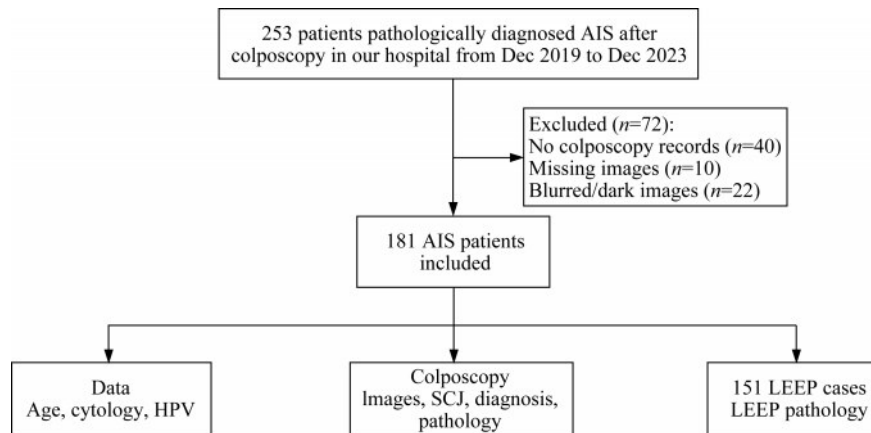 253 patients pathologically diagnosed AIS after
colposcopy in our hospital from Dec 2019 to Dec 2023
Excluded (n=72):
No colposcopy records (n=40)
Missing images (n=10)
Blurred/dark images (n=22)
181 AIS patients
included
Data
Age, cytology, HPV
Colposcopy
Images, SCJ, diagnosis,
pathology
151 LEEP cases
LEEP pathology